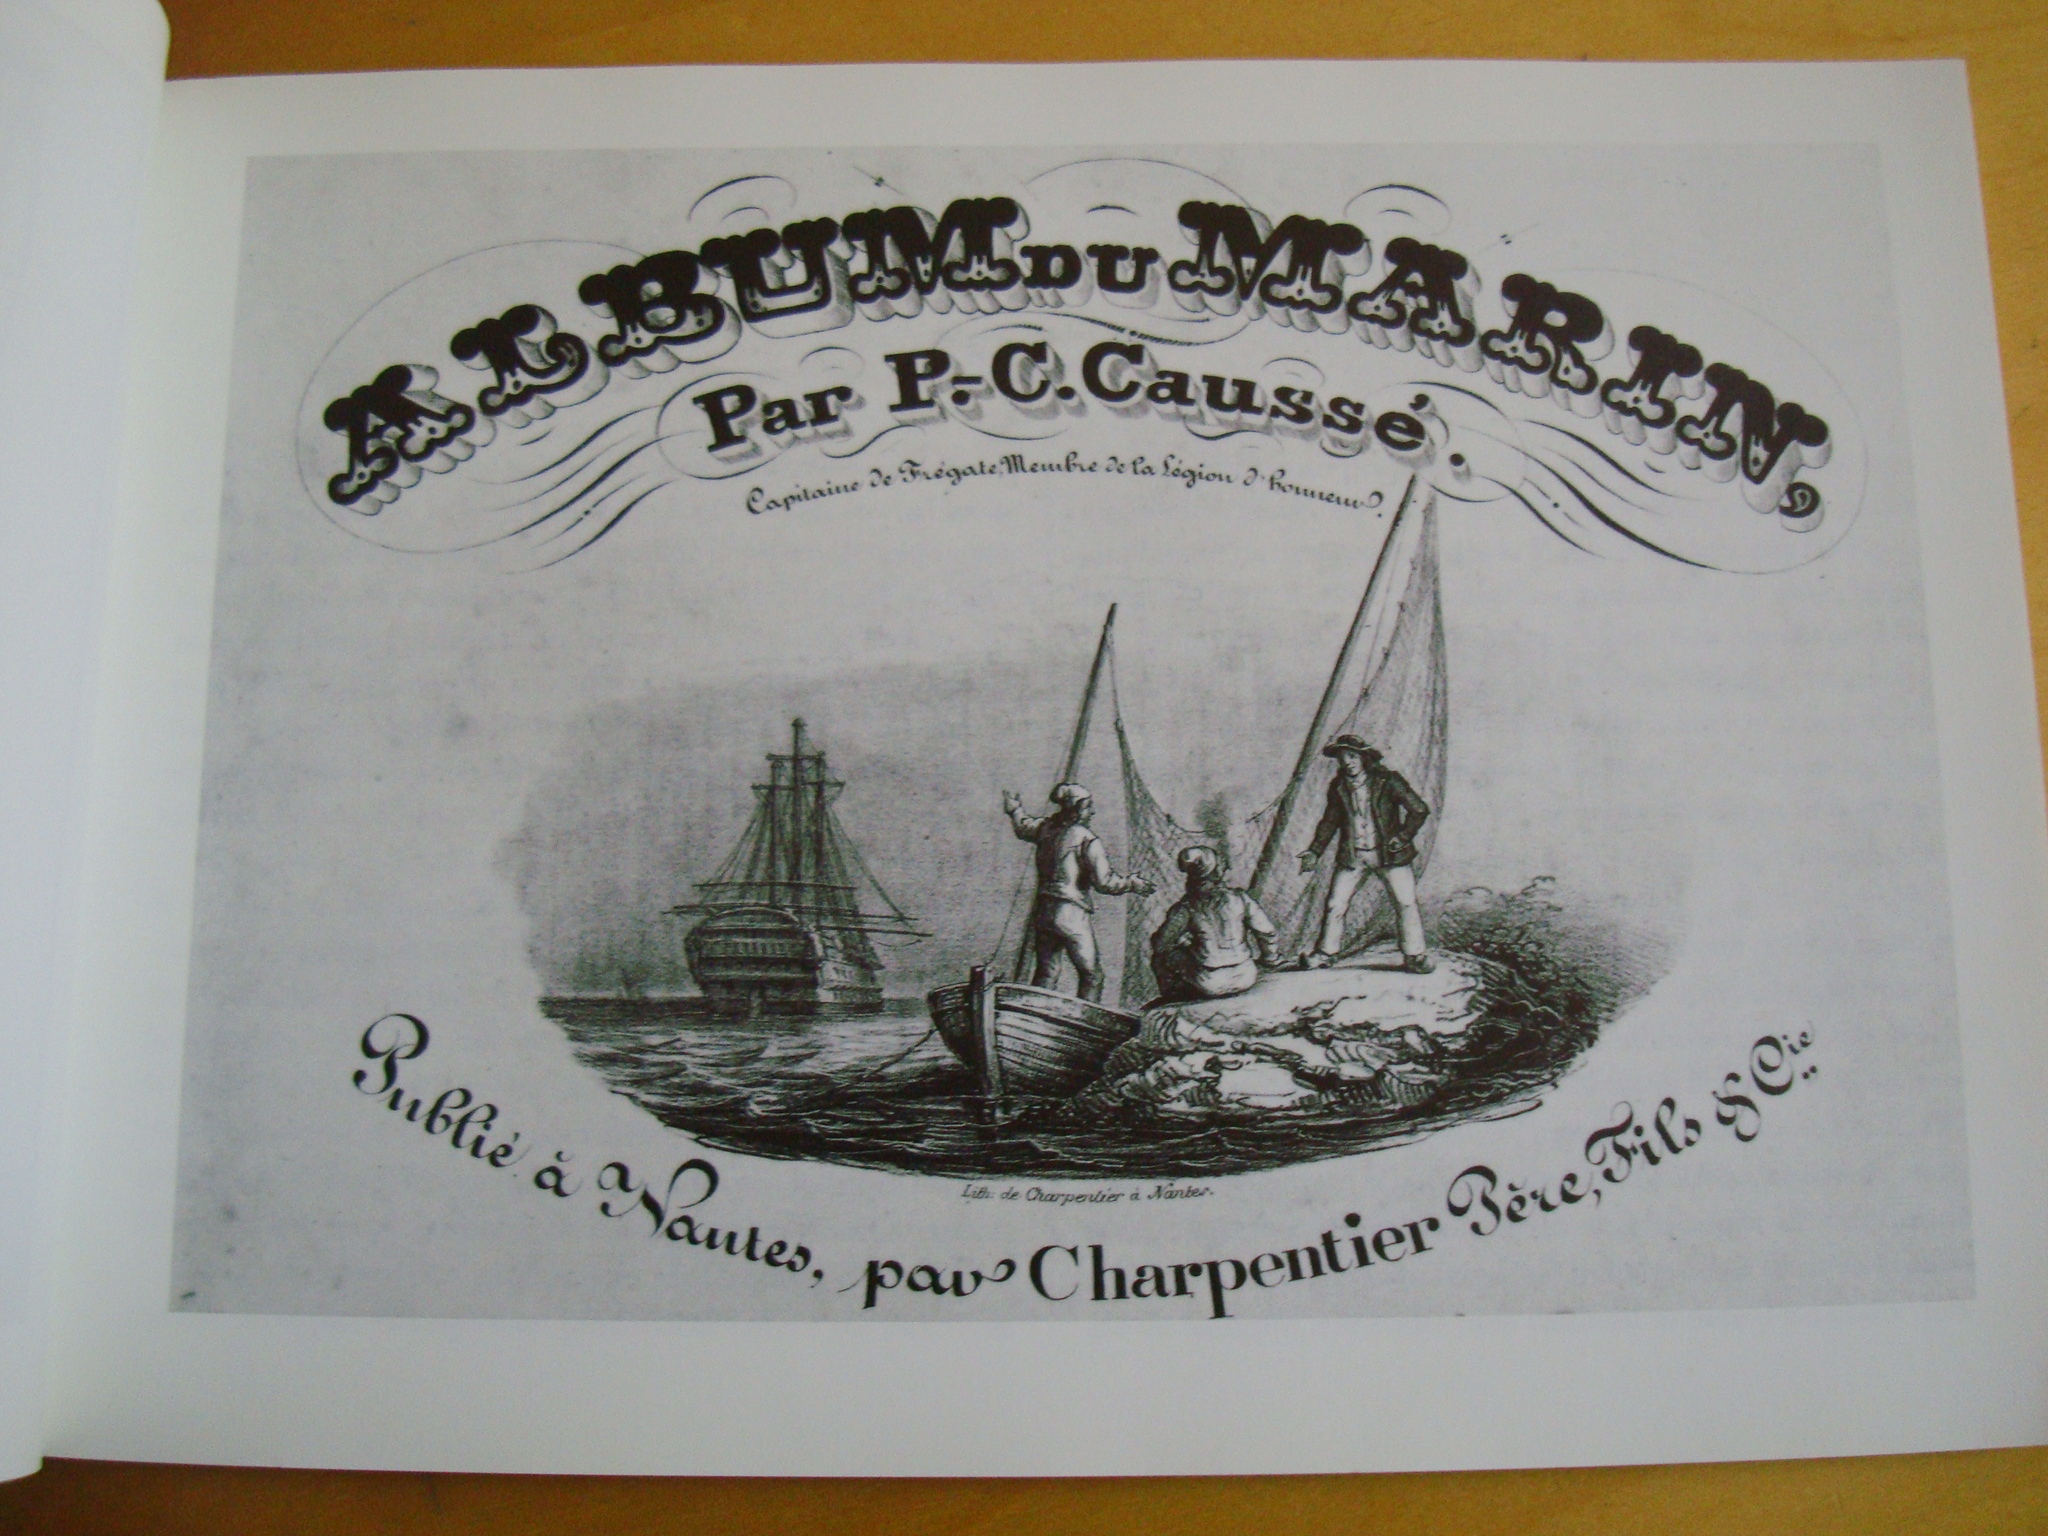 ALBUM DU MARIN,
Par P.-C. Caussé.
Capitaine de Frégate, Membre de la Légion d'honneur.
Lith: de Charpentier à Nantes.
Publié à Nantes, par Charpentier Père, Fils & Cie